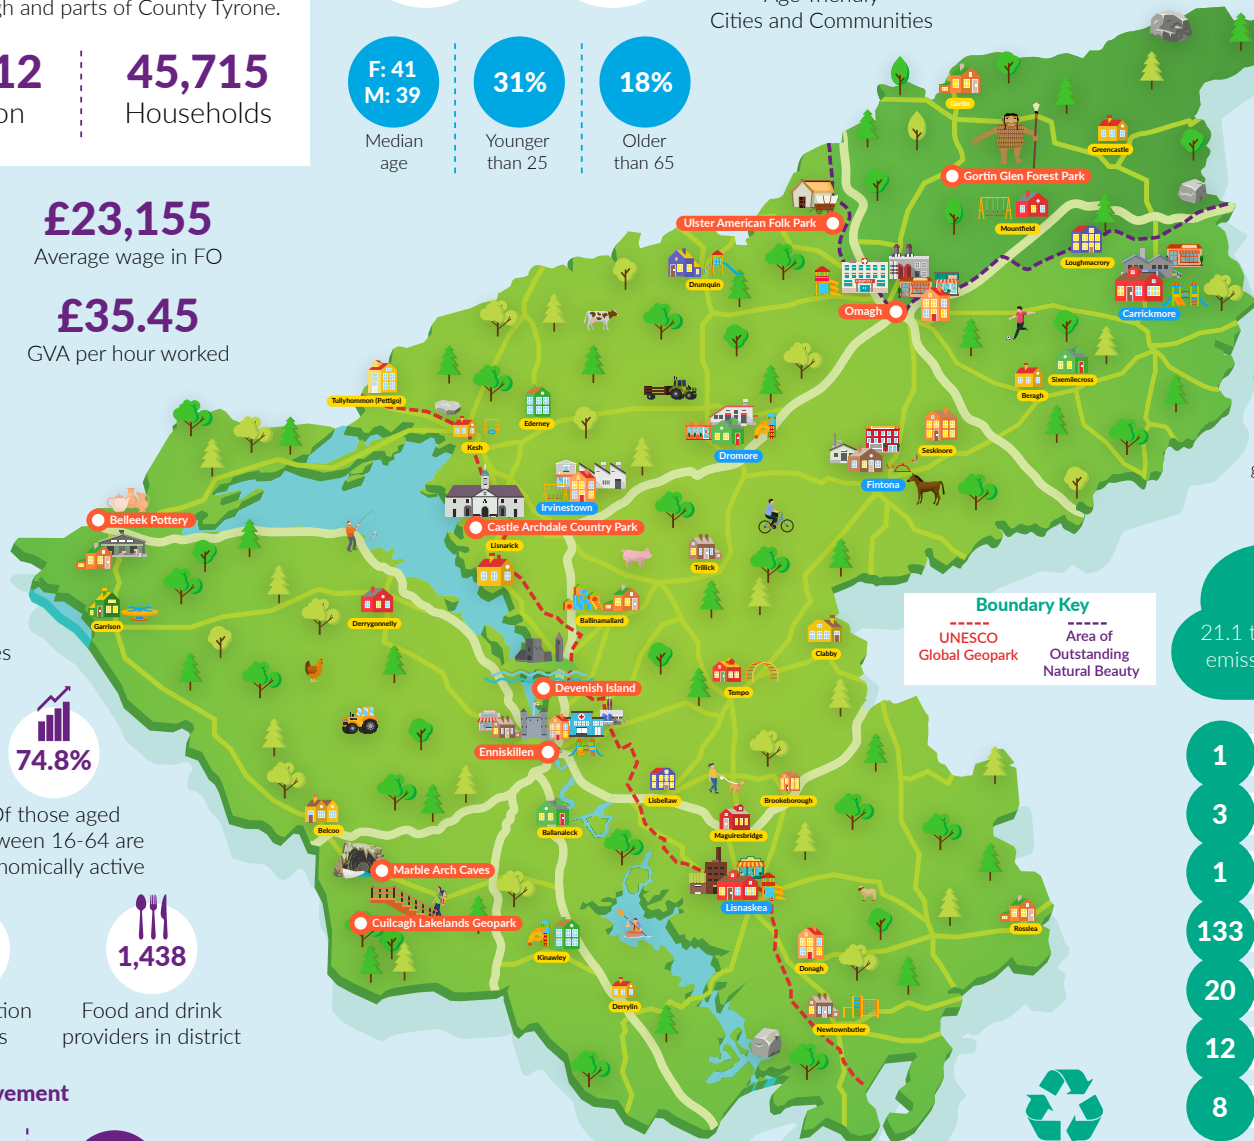 gh and parts of County Tyrone.
12
on
45,715
Households
Age-friendly
Cities and Communities
F: 41
M: 39
Median
age
31%
Younger
than 25
18%
Older
than 65
£23,155
Average wage in FO
£35.45
GVA per hour worked
Gortin
Greencastle
Gortin Glen Forest Park
Mountfield
Ulster American Folk Park
Loughmacrory
Drumquin
Omagh
Carrickmore
Sixemilecross
Beragh
Tullyhommon (Pettigo)
Ederney
Kesh
Dromore
Seskinore
Fintona
Irvinestown
Belleek Pottery
Castle Archdale Country Park
Lisnarick
Trillick
Garrison
Derrygonnelly
Ballinamallard
Clabby
Boundary Key
UNESCO
Global Geopark
Area of
Outstanding
Natural Beauty
Devenish Island
Tempo
Enniskillen
Lisbellaw
Brookeborough
Belcoo
Ballanaleck
Maguiresbridge
Marble Arch Caves
Lisnaskea
Cuilcagh Lakelands Geopark
Rosslea
Kinawley
Donagh
Derrylin
Newtownbutler
es
74.8%
Of those aged
ween 16-64 are
nomically active
1,438
Food and drink
providers in district
tion
s
vement
g
21.1 t
emiss
1
3
1
133
20
12
8